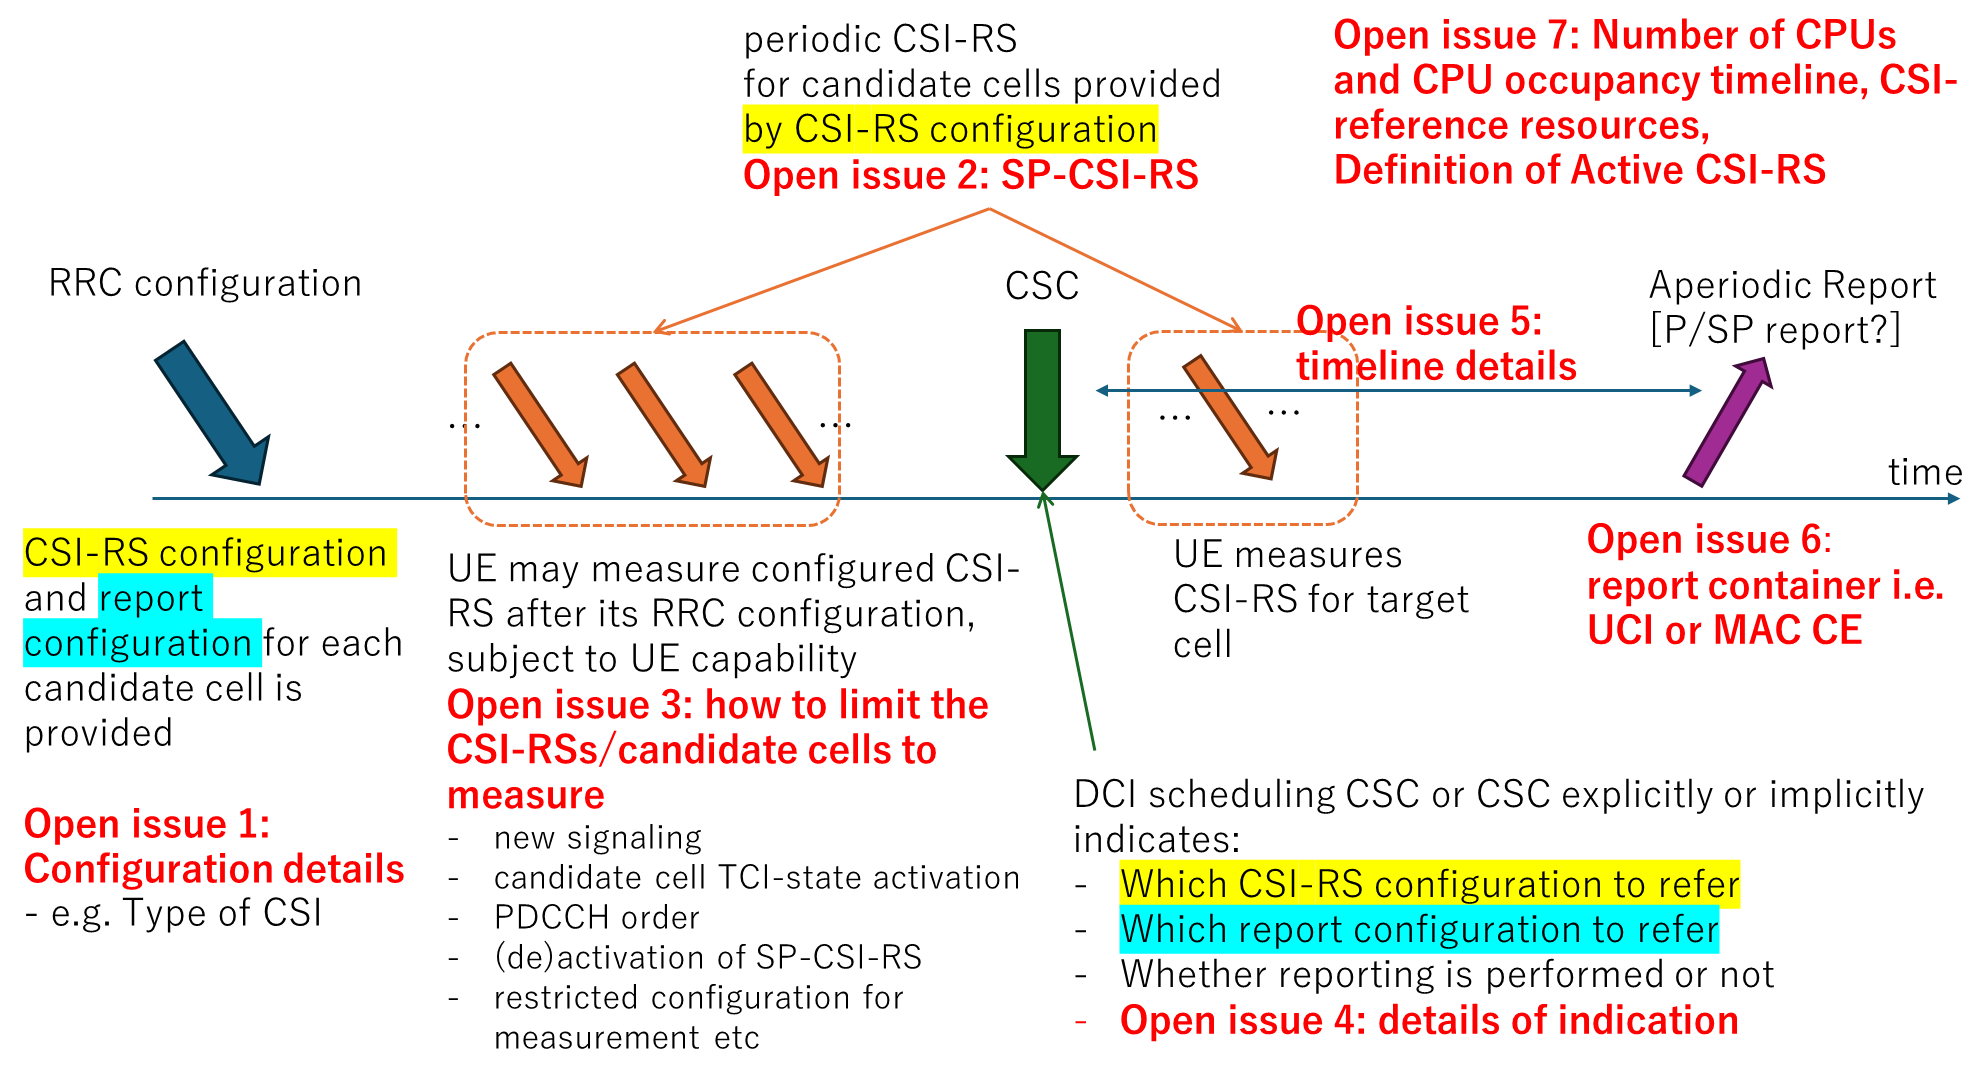 periodic CSI-RS
for candidate cells provided
by CSI-RS configuration
Open issue 2: SP-CSI-RS
Open issue 7: Number of CPUs
and CPU occupancy timeline, CSI-
reference resources,
Definition of Active CSI-RS
RRC configuration
CSC
Open issue 5:
timeline details
Aperiodic Report
[P/SP report?]
...
...
...
...
time
CSI-RS configuration
and report
configuration for each
candidate cell is
provided
Open issue 1:
Configuration details
- e.g. Type of CSI
UE may measure configured CSI-
RS after its RRC configuration,
subject to UE capability
Open issue 3: how to limit the
CSI-RSs/candidate cells to
measure
- new signaling
- candidate cell TCI-state activation
- PDCCH order
- (de)activation of SP-CSI-RS
- restricted configuration for
measurement etc
UE measures
CSI-RS for target
cell
Open issue 6:
report container i.e.
UCI or MAC CE
DCI scheduling CSC or CSC explicitly or implicitly
indicates:
- Which CSI-RS configuration to refer
- Which report configuration to refer
- Whether reporting is performed or not
- Open issue 4: details of indication